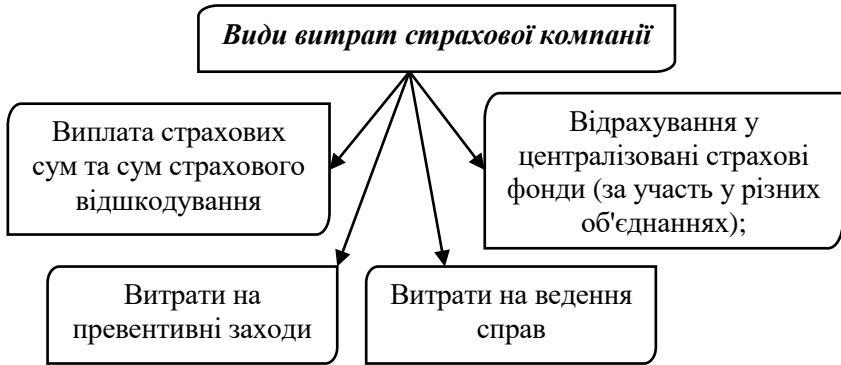 Види витрат страхової компанії
Виплата страхових
сум та сум страхового
відшкодування
Відрахування у
централізовані страхові
фонди (за участь у різних
об'єднаннях);
Витрати на
превентивні заходи
Витрати на ведення
справ